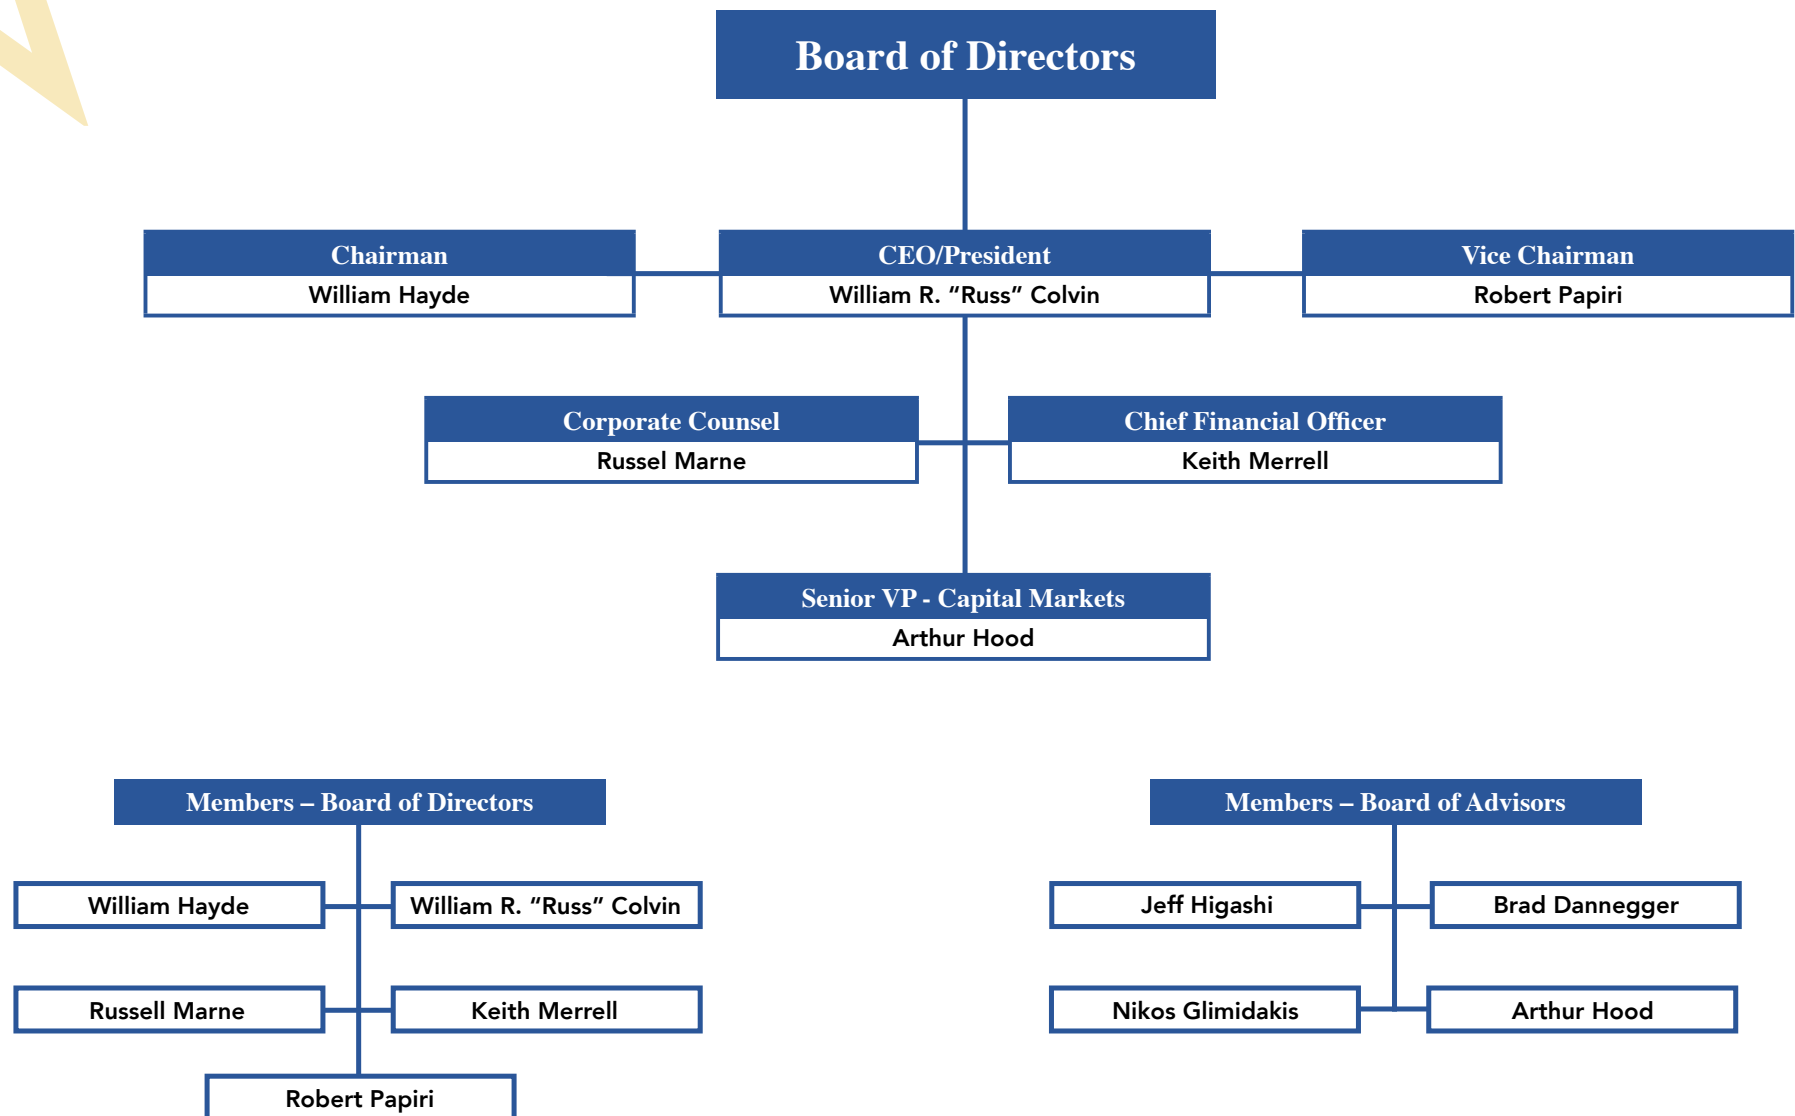 Board of Directors
Chairman
William Hayde
CEO/President
William R. “Russ” Colvin
Vice Chairman
Robert Papiri
Corporate Counsel
Russel Marne
Chief Financial Officer
Keith Merrell
Senior VP - Capital Markets
Arthur Hood
Members – Board of Directors
William Hayde
William R. “Russ” Colvin
Russell Marne
Keith Merrell
Robert Papiri
Members – Board of Advisors
Jeff Higashi
Brad Dannegger
Nikos Glimidakis
Arthur Hood